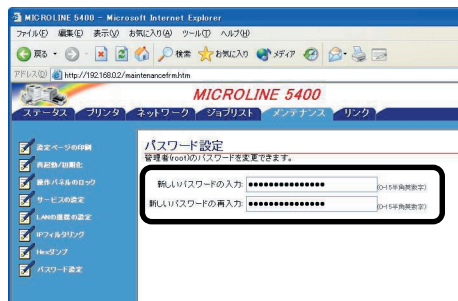 MICROLINE 5400 - Microsoft Internet Explorer
ファイル(F) 編集(E) 表示(V) お気に入り(A) ツール(T) ヘルプ(H)
戻る 検索 お気に入り メディア
アドレス(D) http://192.168.0.2/maintenancefrm.htm
MICROLINE 5400
ステータス プリンタ ネットワーク ジョブリスト メンテナンス リンク
設定ページの印刷
再起動/初期化
操作パネルのロック
サービスの設定
LANの速度の設定
IPフィルタリング
Hexダンプ
パスワード設定
パスワード設定
管理者(root)のパスワードを変更できます。
新しいパスワードの入力: ●●●●●●●●●●●●●●● (0-15半角英数字)
新しいパスワードの再入力: ●●●●●●●●●●●●●●● (0-15半角英数字)